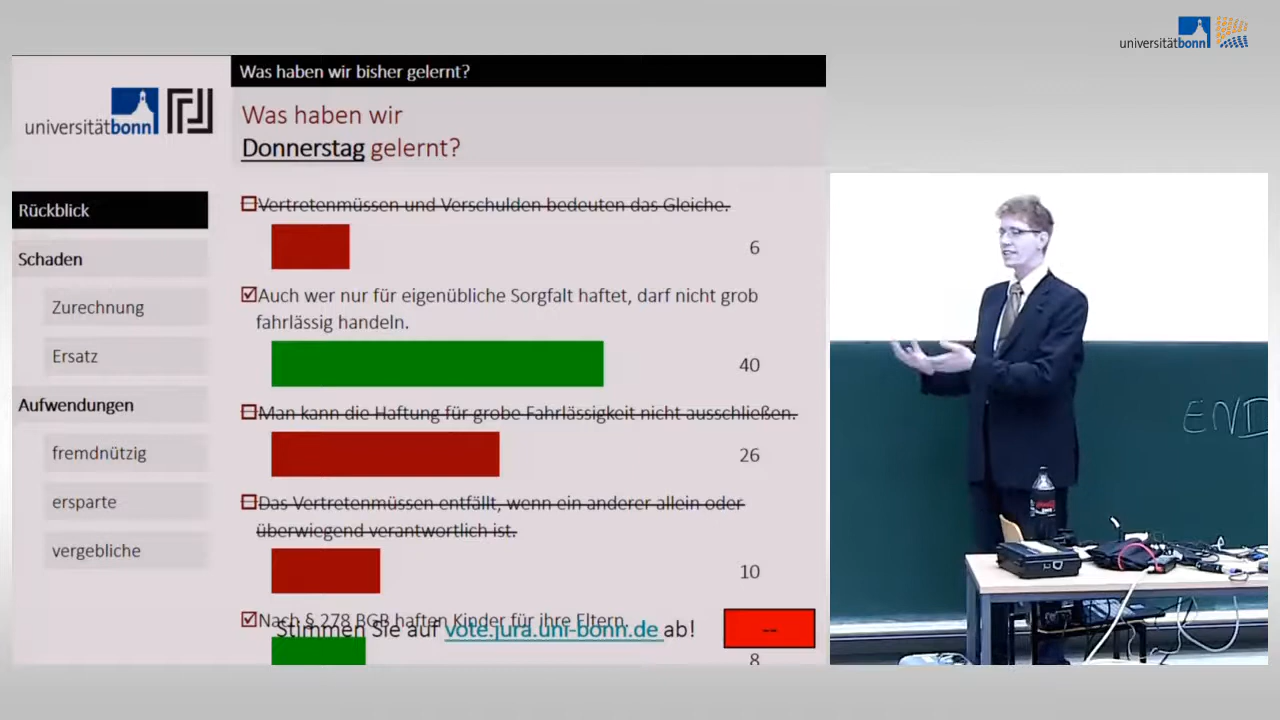 universitätbonn
Was haben wir bisher gelernt?
universitätbonn
Was haben wir
Donnerstag gelernt?
Rückblick
Schaden
Zurechnung
Ersatz
Aufwendungen
fremdnützig
ersparte
vergebliche
Vertretenmüssen und Verschulden bedeuten das Gleiche.
6
Auch wer nur für eigenübliche Sorgfalt haftet, darf nicht grob
fahrlässig handeln.
40
Man kann die Haftung für grobe Fahrlässigkeit nicht ausschließen.
26
Das Vertretenmüssen entfällt, wenn ein anderer allein oder
überwiegend verantwortlich ist.
10
Nach § 278 BGB haften Kinder für ihre Eltern.
Stimmen Sie auf vote.jura.uni-bonn.de ab!
--
8
END